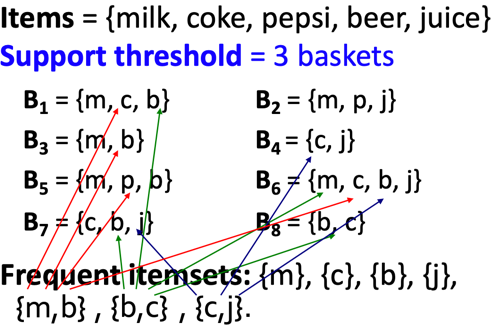 Items = {milk, coke, pepsi, beer, juice}
Support threshold = 3 baskets
B1 = {m, c, b} B2 = {m, p, j}
B3 = {m, b} B4 = {c, j}
B5 = {m, p, b} B6 = {m, c, b, j}
B7 = {c, b, j} B8 = {b, c}
Frequent itemsets: {m}, {c}, {b}, {j},
{m,b} , {b,c} , {c,j}.